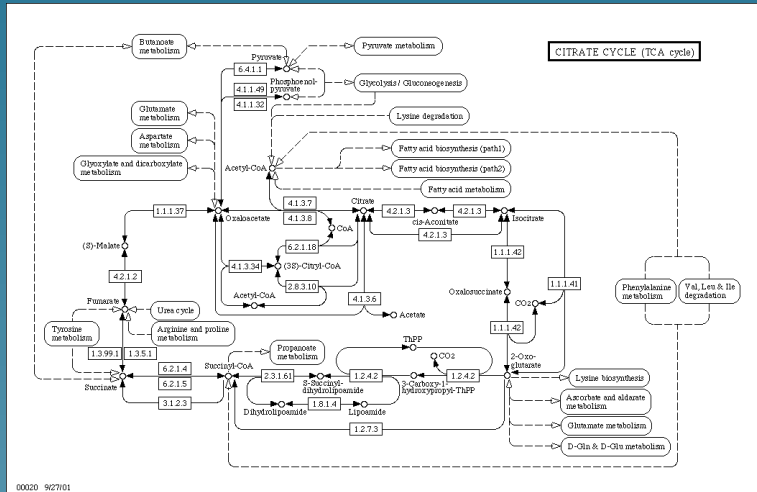 Butanoate
metabolism
Pyruvate
Pyruvate metabolism
CITRATE CYCLE (TCA cycle)
6.4.1.1
Phosphoenol-
pyruvate
4.1.1.49
4.1.1.32
Glycolysis / Gluconeogenesis
Glutamate
metabolism
Lysine degradation
Aspartate
metabolism
Fatty acid biosynthesis (path1)
Glyoxylate and dicarboxylate
metabolism
Acetyl-CoA
Fatty acid biosynthesis (path2)
Fatty acid metabolism
1.1.1.37
Oxaloacetate
4.1.3.7
4.1.3.8
Citrate
4.2.1.3
cis-Aconitate
4.2.1.3
Isocitrate
4.2.1.3
CoA
(S)-Malate
6.2.1.18
1.1.1.42
4.1.3.34
(3S)-Citryl-CoA
4.2.1.2
2.8.3.10
Oxalosuccinate
1.1.1.41
Phenylalanine
metabolism
Val, Leu & Ile
degradation
Fumarate
Acetyl-CoA
4.1.3.6
CO2
Urea cycle
Acetate
Tyrosine
metabolism
Arginine and proline
metabolism
1.1.1.42
1.3.99.1
1.3.5.1
Propanoate
metabolism
ThPP
CO2
2-Oxo-
glutarate
6.2.1.4
6.2.1.5
Succinyl-CoA
2.3.1.61
1.2.4.2
1.2.4.2
Lysine biosynthesis
Succinate
S-Succinyl-
dihydrolipoamide
3-Carboxy-1-
hydroxypropyl-ThPP
3.1.2.3
Dihydrolipoamide
1.8.1.4
Lipoamide
Ascorbate and aldarate
metabolism
1.2.7.3
Glutamate metabolism
D-Gln & D-Glu metabolism
00020 9/27/01